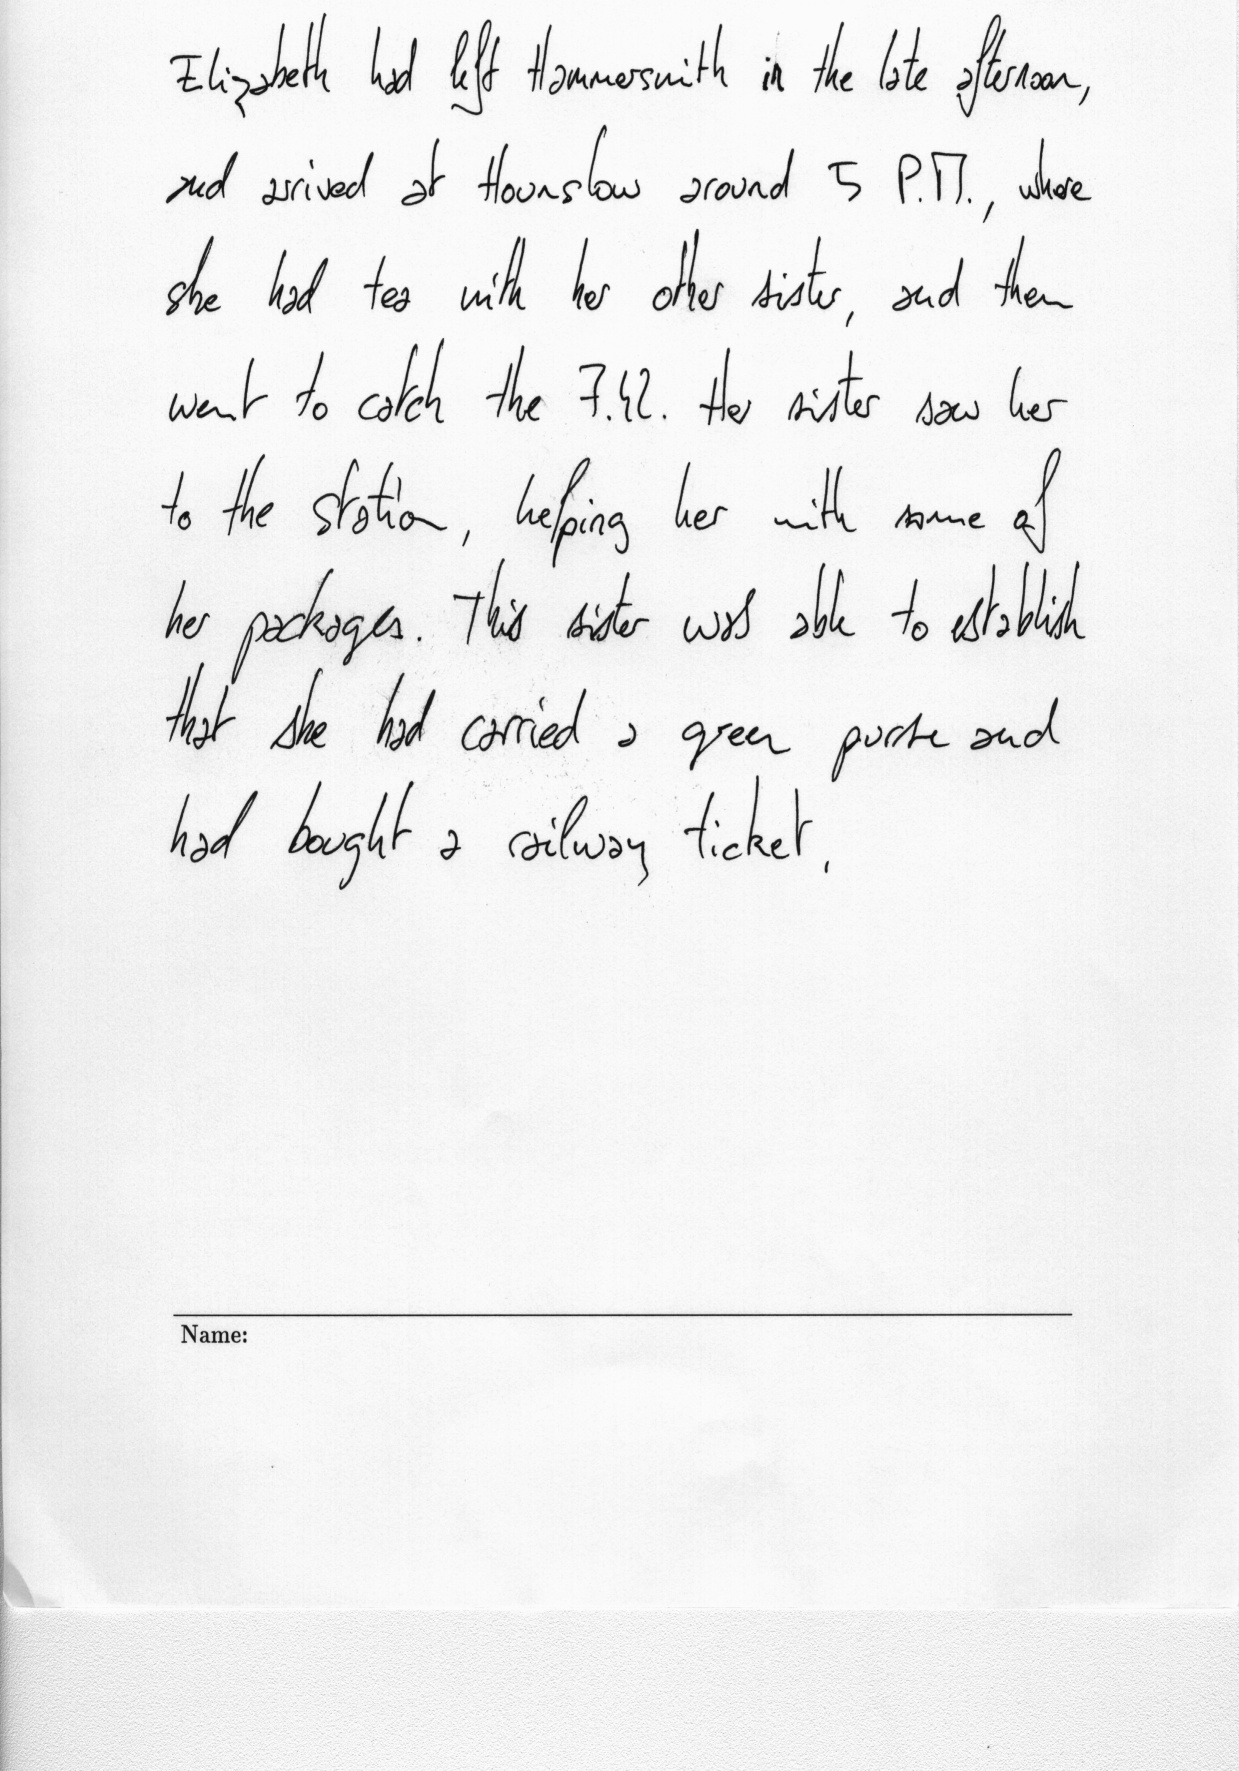 Elizabeth had left Hammersmith in the late afternoon,
and arrived at Hounslow around 5 P.M., where
she had tea with her other sister, and then
went to catch the 7.42. Her sister saw her
to the station, helping her with some of
her packages. This sister was able to establish
that she had carried a green purse and
had bought a railway ticket.
Name: